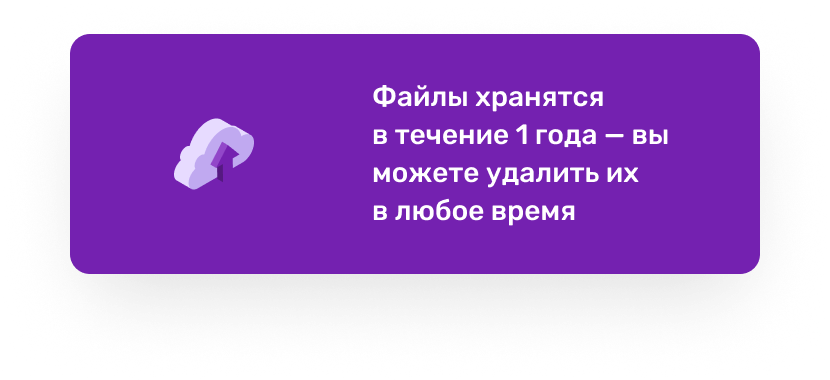 Файлы хранятся
в течение 1 года — вы
можете удалить их
в любое время